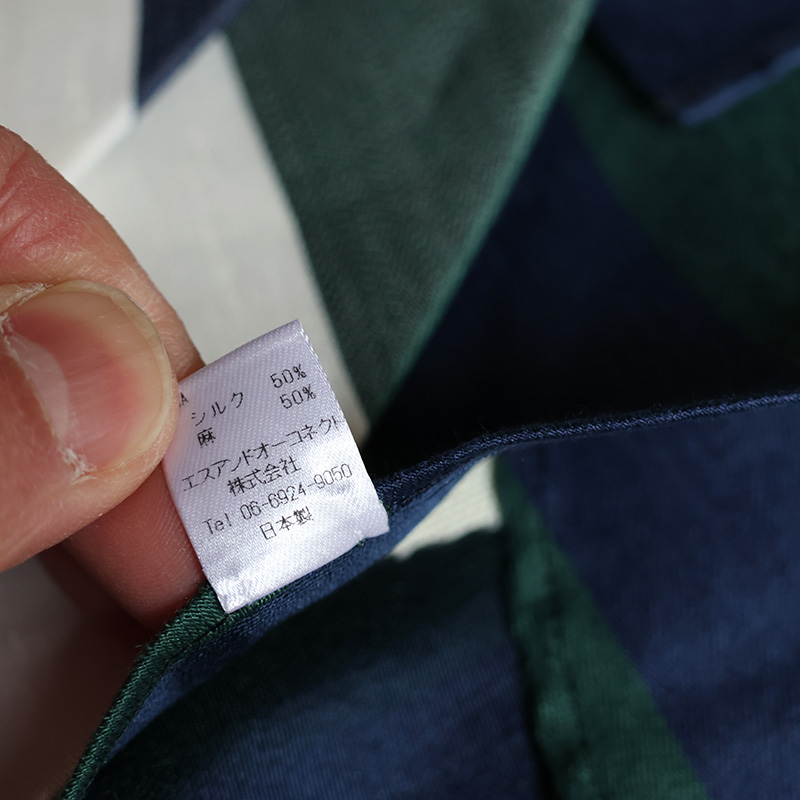 シルク 50%
麻 50%
エスアンドオーコネクト
株式会社
Tel 06-6924-9050
日本製